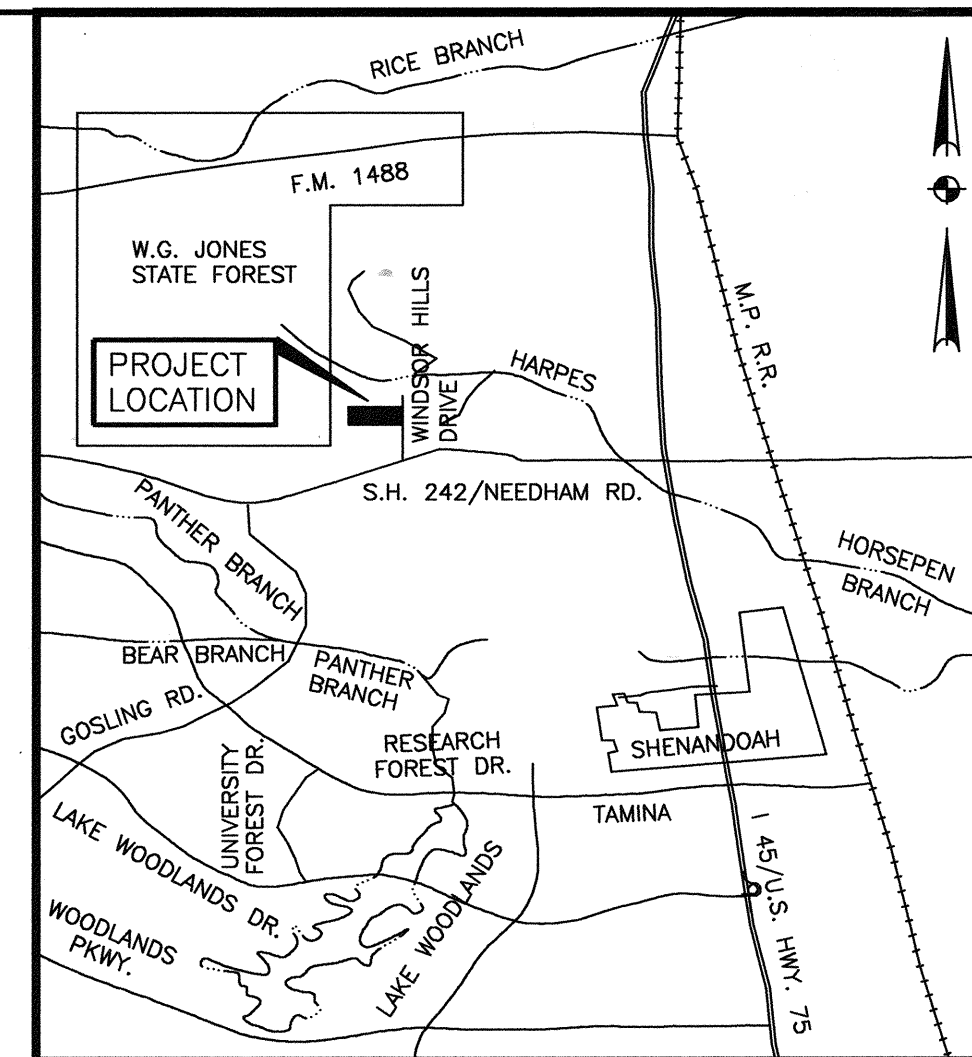 RICE BRANCH
F.M. 1488
W.G. JONES
STATE FOREST
WINDSOR HILLS
DRIVE
M.P. R.R.
PROJECT
LOCATION
HARPES
S.H. 242/NEEDHAM RD.
PANTHER BRANCH
HORSEPEN
BRANCH
BEAR BRANCH
PANTHER
BRANCH
GOSLING RD.
UNIVERSITY
FOREST DR.
RESEARCH
FOREST DR.
SHENANDOAH
TAMINA
LAKE WOODLANDS DR.
WOODLANDS
PKWY.
LAKE WOODLANDS
I 45/U.S. HWY. 75